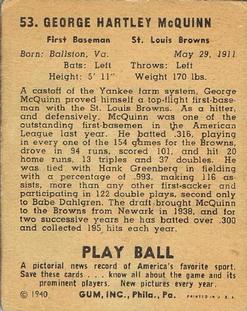 53. GEORGE HARTLEY McQUINN
First Baseman St. Louis Browns
Born: Ballston, Va. May 29, 1911
Bats: Left Throws: Left
Height: 5' 11" Weight 170 lbs.
A castoff of the Yankee farm system, George
McQuinn proved himself a top-flight first-base-
man with the St. Louis Browns. As a hitter,
and defensively, McQuinn was one of the
outstanding first-basemen in the American
League last year. He batted .316, playing
in every one of the 154 games for the Browns,
drove in 94 runs, scored 101, and hit 20
home runs, 13 triples and 37 doubles. He
was tied with Hank Greenberg in fielding
with a percentage of .993, making 116 as-
sists, more than any other first-sacker and
participating in 122 double plays, second only
to Babe Dahlgren. The draft brought McQuinn
to the Browns from Newark in 1938, and for
two successive years he has batted over .300
and collected 195 hits each year.
PLAY BALL
A pictorial news record of America's favorite sport.
Save these cards . . . know all about the game and its
prominent players. New pictures every year.
© 1940 GUM, INC., Phila., Pa. PRINTED IN U. S. A.